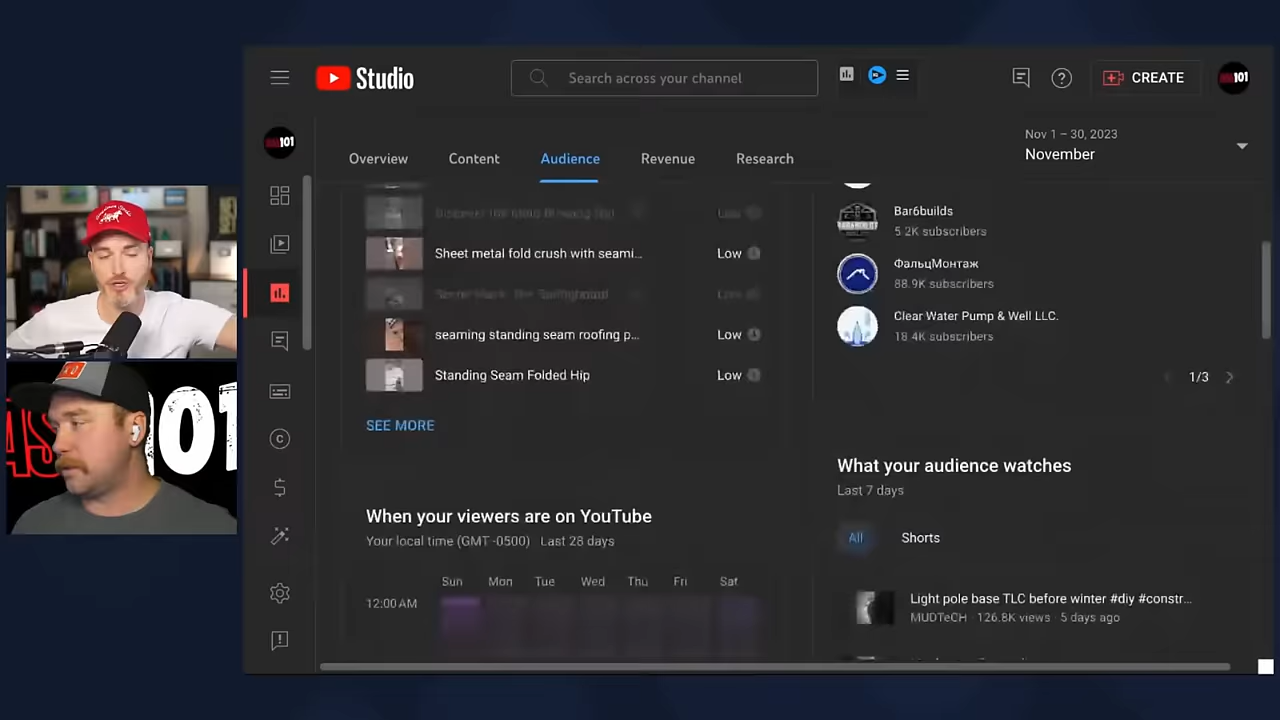 Studio
Search across your channel
CREATE
101
101
Nov 1 – 30, 2023
November
Overview
Content
Audience
Revenue
Research
Low
Sheet metal fold crush with seami...
Low
Low
seaming standing seam roofing p...
Low
Standing Seam Folded Hip
Low
SEE MORE
Bar6builds
5.2K subscribers
ФальцМонтаж
88.9K subscribers
Clear Water Pump & Well LLC.
18.4K subscribers
1/3
When your viewers are on YouTube
Your local time (GMT -0500) Last 28 days
Sun Mon Tue Wed Thu Fri Sat
12:00 AM
What your audience watches
Last 7 days
All
Shorts
Light pole base TLC before winter #diy #constr...
MUDTeCH · 126.8K views · 5 days ago
101